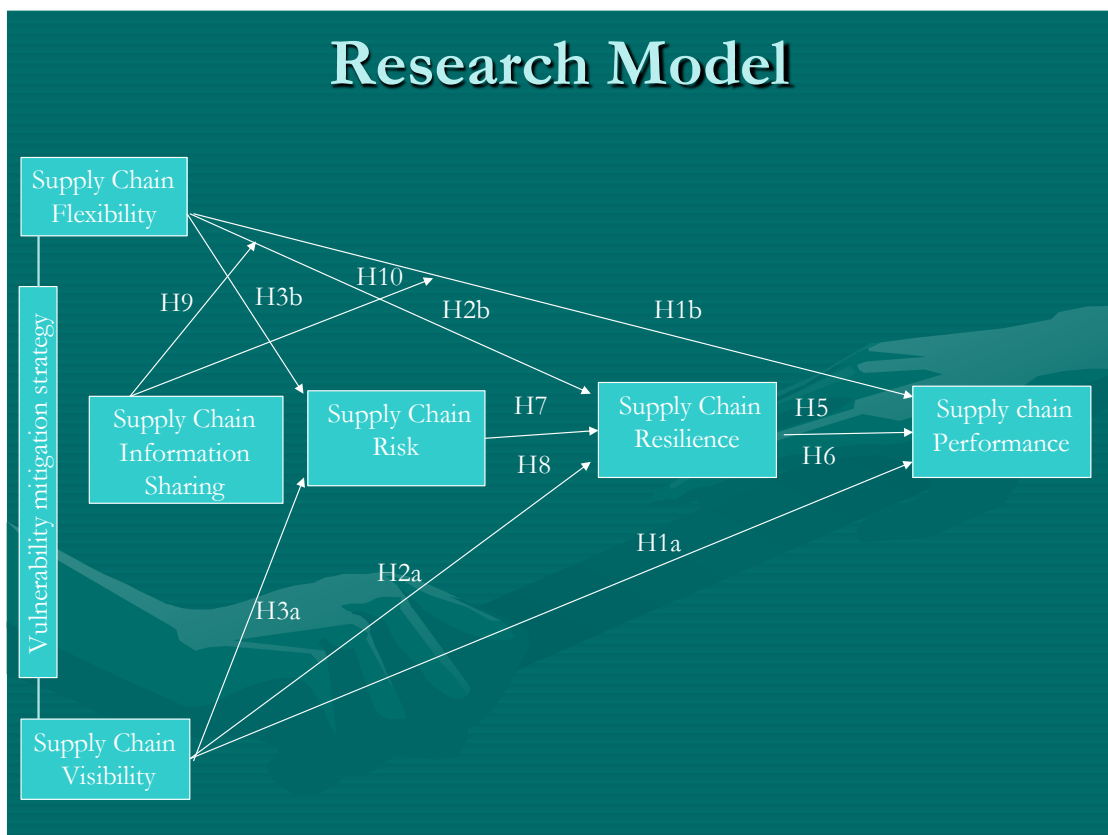 Research Model
Supply Chain
Flexibility
H9
H3b
H10
H2b
H1b
Vulnerability mitigation strategy
Supply Chain
Information
Sharing
Supply Chain
Risk
H7
H8
Supply Chain
Resilience
H5
H6
Supply chain
Performance
H3a
H2a
H1a
Supply Chain
Visibility